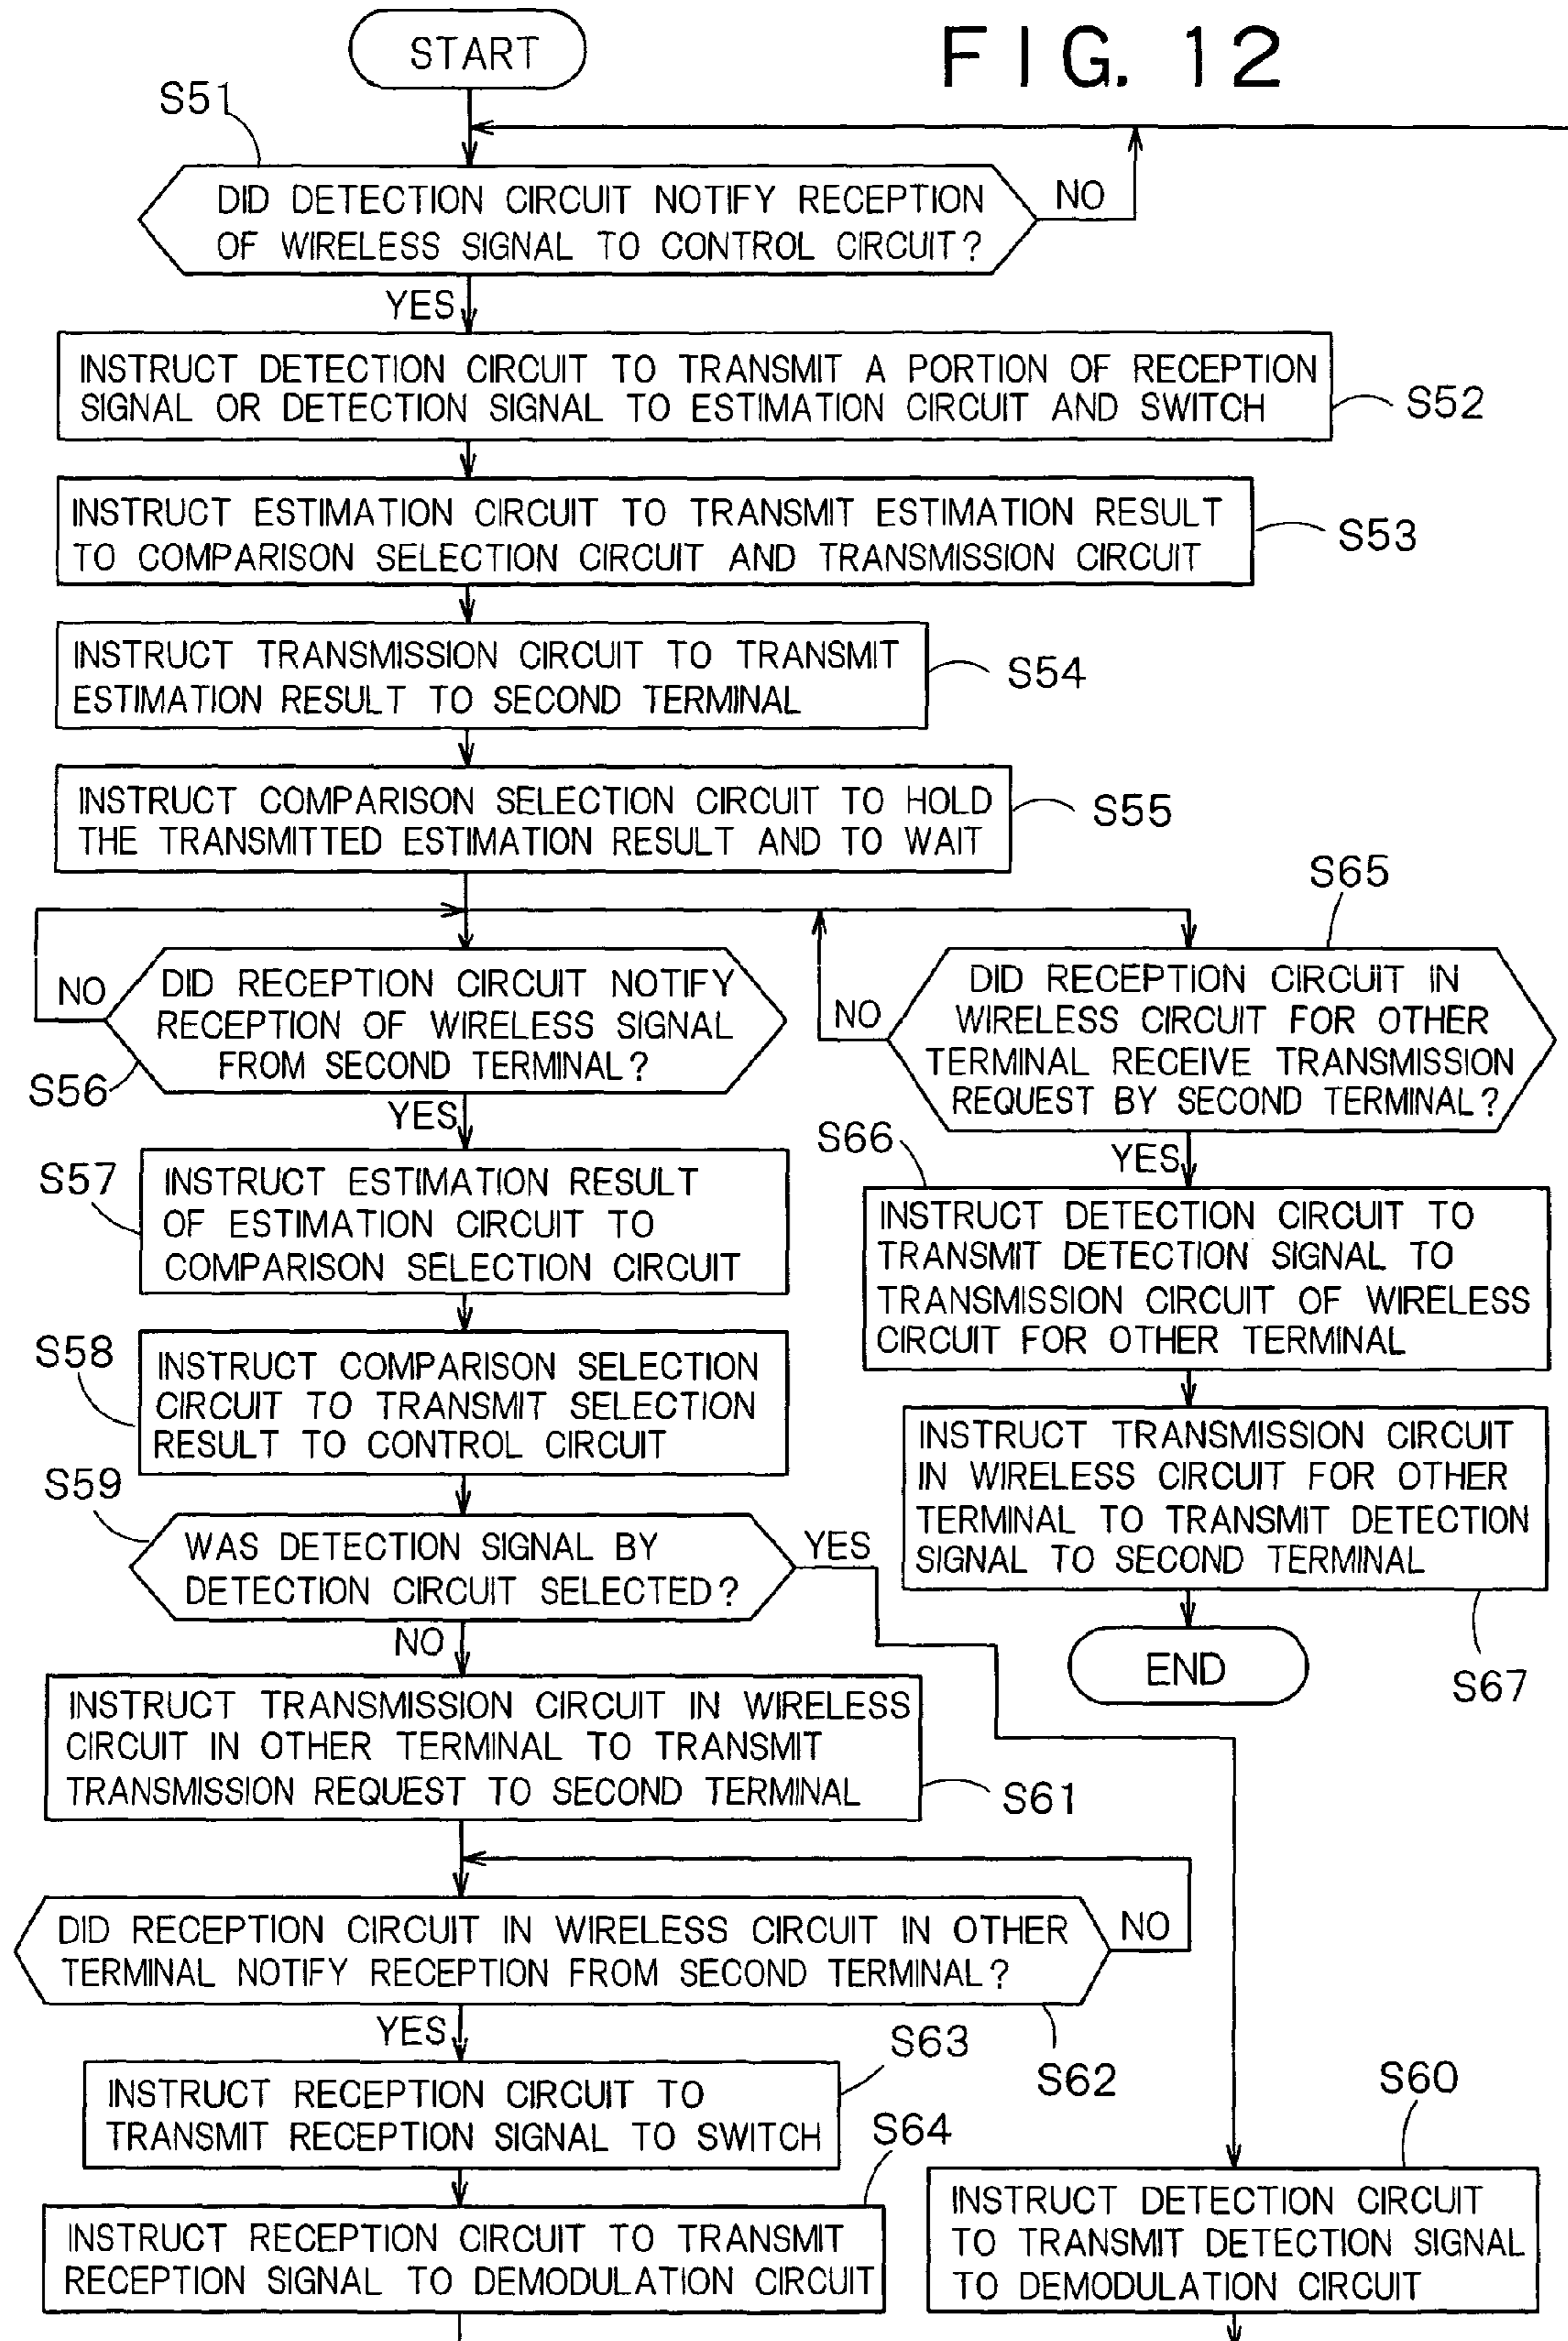 FIG. 12
START
S51
DID DETECTION CIRCUIT NOTIFY RECEPTION
OF WIRELESS SIGNAL TO CONTROL CIRCUIT?
NO
YES
INSTRUCT DETECTION CIRCUIT TO TRANSMIT A PORTION OF RECEPTION
SIGNAL OR DETECTION SIGNAL TO ESTIMATION CIRCUIT AND SWITCH
S52
INSTRUCT ESTIMATION CIRCUIT TO TRANSMIT ESTIMATION RESULT
TO COMPARISON SELECTION CIRCUIT AND TRANSMISSION CIRCUIT
S53
INSTRUCT TRANSMISSION CIRCUIT TO TRANSMIT
ESTIMATION RESULT TO SECOND TERMINAL
S54
INSTRUCT COMPARISON SELECTION CIRCUIT TO HOLD
THE TRANSMITTED ESTIMATION RESULT AND TO WAIT
S55
NO
DID RECEPTION CIRCUIT NOTIFY
RECEPTION OF WIRELESS SIGNAL
FROM SECOND TERMINAL?
S56
YES
S57
INSTRUCT ESTIMATION RESULT
OF ESTIMATION CIRCUIT TO
COMPARISON SELECTION CIRCUIT
S58
INSTRUCT COMPARISON SELECTION
CIRCUIT TO TRANSMIT SELECTION
RESULT TO CONTROL CIRCUIT
S59
WAS DETECTION SIGNAL BY
DETECTION CIRCUIT SELECTED?
YES
NO
INSTRUCT TRANSMISSION CIRCUIT IN WIRELESS
CIRCUIT IN OTHER TERMINAL TO TRANSMIT
TRANSMISSION REQUEST TO SECOND TERMINAL
S61
DID RECEPTION CIRCUIT IN WIRELESS CIRCUIT IN OTHER
TERMINAL NOTIFY RECEPTION FROM SECOND TERMINAL?
NO
S62
YES
S63
INSTRUCT RECEPTION CIRCUIT TO
TRANSMIT RECEPTION SIGNAL TO SWITCH
S64
INSTRUCT RECEPTION CIRCUIT TO TRANSMIT
RECEPTION SIGNAL TO DEMODULATION CIRCUIT
S65
DID RECEPTION CIRCUIT IN
WIRELESS CIRCUIT FOR OTHER
TERMINAL RECEIVE TRANSMISSION
REQUEST BY SECOND TERMINAL?
NO
YES
S66
INSTRUCT DETECTION CIRCUIT TO
TRANSMIT DETECTION SIGNAL TO
TRANSMISSION CIRCUIT OF WIRELESS
CIRCUIT FOR OTHER TERMINAL
INSTRUCT TRANSMISSION CIRCUIT
IN WIRELESS CIRCUIT FOR OTHER
TERMINAL TO TRANSMIT DETECTION
SIGNAL TO SECOND TERMINAL
S67
END
S60
INSTRUCT DETECTION CIRCUIT
TO TRANSMIT DETECTION SIGNAL
TO DEMODULATION CIRCUIT